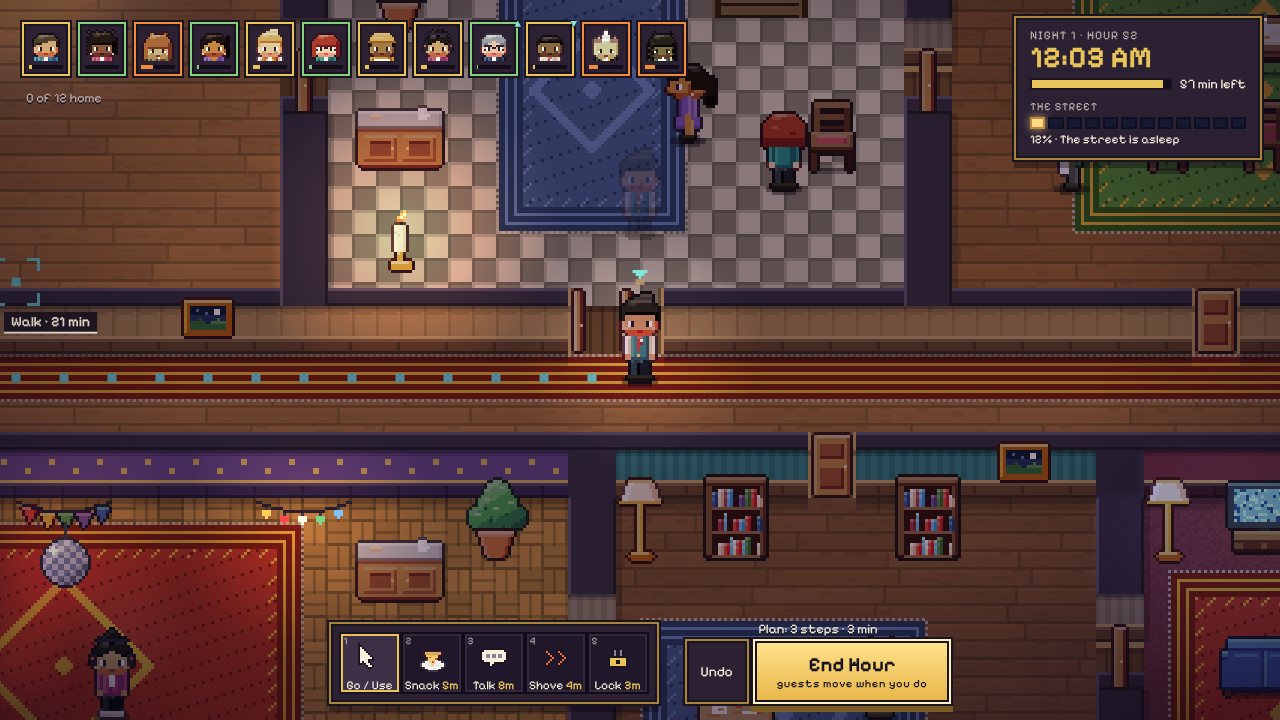 0 of 12 home
NIGHT 1 · HOUR 52
12:03 AM
57 min left
THE STREET
12% · The street is asleep
Walk · 21 min
Plan: 3 steps · 3 min
1
Go / Use
2
Snack 5m
3
Talk 8m
4
Shove 4m
5
Lock 3m
Undo
End Hour
guests move when you do